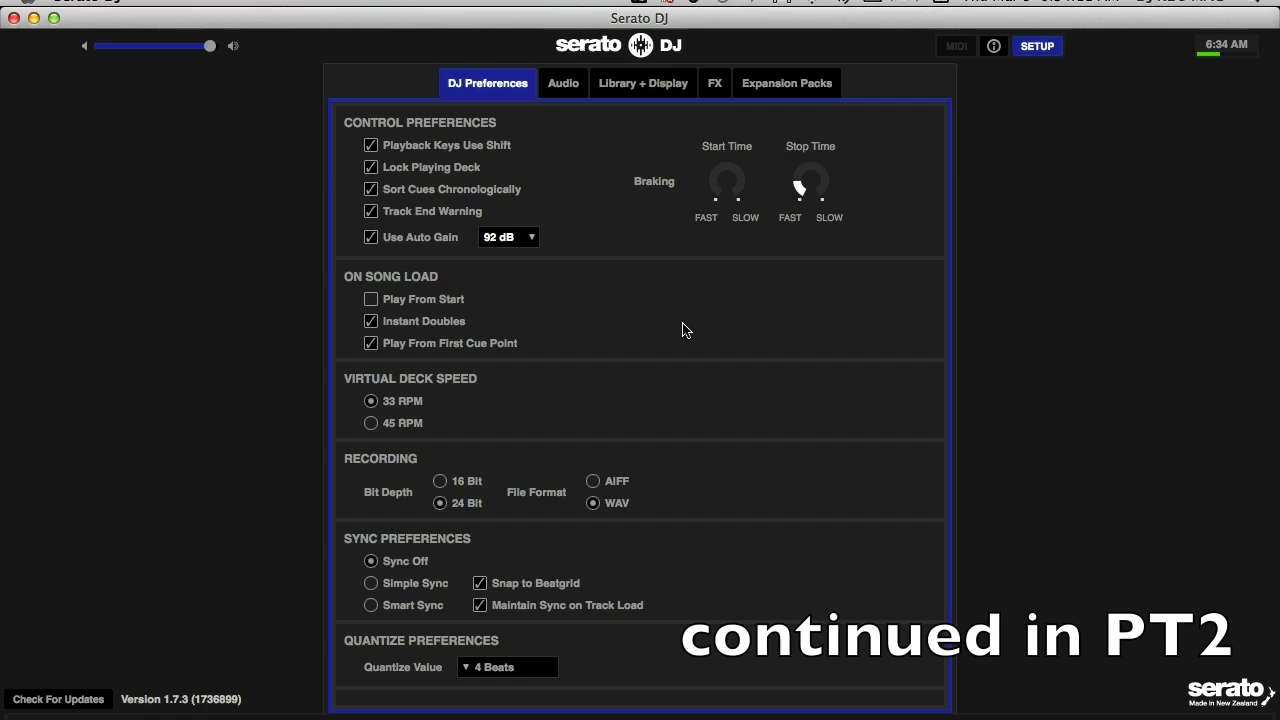 Serato DJ
serato DJ
MIDI
SETUP
6:34 AM
DJ Preferences
Audio
Library + Display
FX
Expansion Packs
CONTROL PREFERENCES
Playback Keys Use Shift
Lock Playing Deck
Sort Cues Chronologically
Track End Warning
Use Auto Gain 92 dB
Braking
Start Time
Stop Time
FAST SLOW
FAST SLOW
ON SONG LOAD
Play From Start
Instant Doubles
Play From First Cue Point
VIRTUAL DECK SPEED
33 RPM
45 RPM
RECORDING
Bit Depth
16 Bit
24 Bit
File Format
AIFF
WAV
SYNC PREFERENCES
Sync Off
Simple Sync
Snap to Beatgrid
Smart Sync
Maintain Sync on Track Load
QUANTIZE PREFERENCES
Quantize Value 4 Beats
continued in PT2
Check For Updates
Version 1.7.3 (1736899)
serato
Made in New Zealand